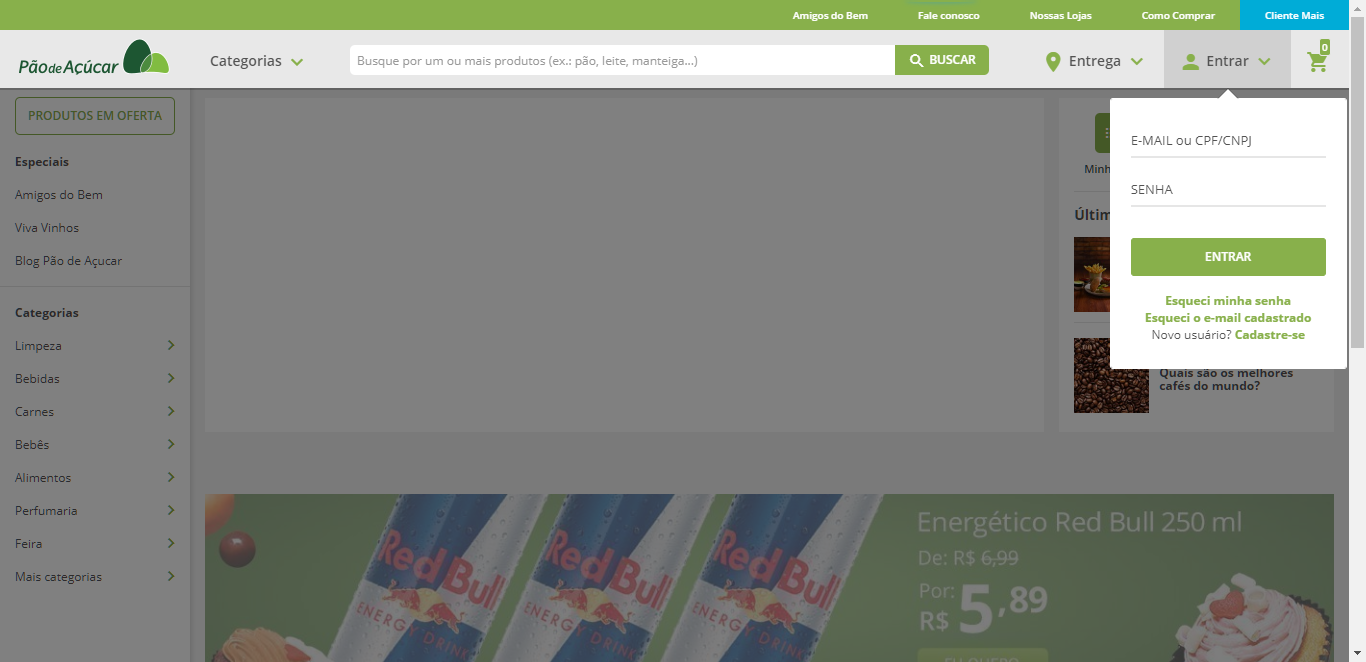 Amigos do Bem
Fale conosco
Nossas Lojas
Como Comprar
Cliente Mais
Pão de Açúcar
Categorias
Busque por um ou mais produtos (ex.: pão, leite, manteiga...)
BUSCAR
Entrega
Entrar
0
PRODUTOS EM OFERTA
Especiais
Amigos do Bem
Viva Vinhos
Blog Pão de Açucar
Categorias
Limpeza
Bebidas
Carnes
Bebês
Alimentos
Perfumaria
Feira
Mais categorias
E-MAIL ou CPF/CNPJ
SENHA
ENTRAR
Esqueci minha senha
Esqueci o e-mail cadastrado
Novo usuário? Cadastre-se
Quais são os melhores
cafés do mundo?
Red Bull
ENERGY DRINK
Red Bull
ENERGY DRINK
Red Bull
ENERGY DRINK
Energético Red Bull 250 ml
De: R$ 6,99
Por:
R$ 5,89
EU QUERO